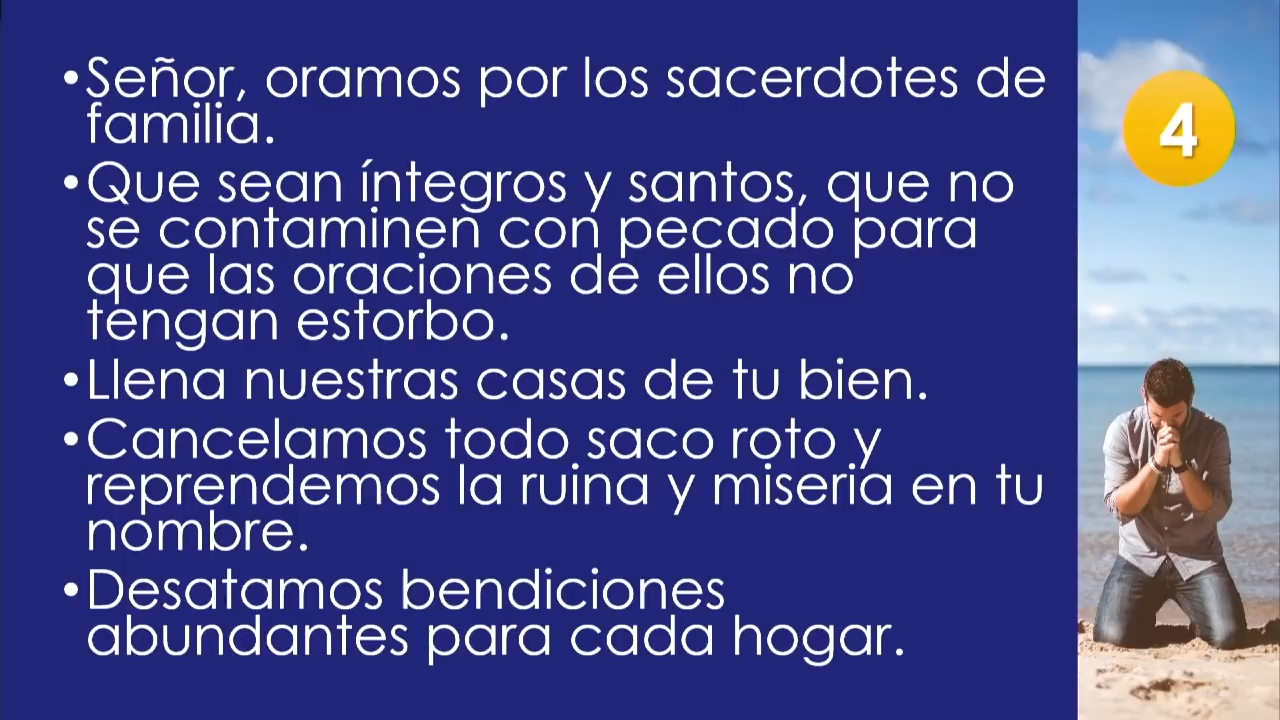 •Señor, oramos por los sacerdotes de
familia.
•Que sean íntegros y santos, que no
se contaminen con pecado para
que las oraciones de ellos no
tengan estorbo.
•Llena nuestras casas de tu bien.
•Cancelamos todo saco roto y
reprendemos la ruina y miseria en tu
nombre.
•Desatamos bendiciones
abundantes para cada hogar.
4